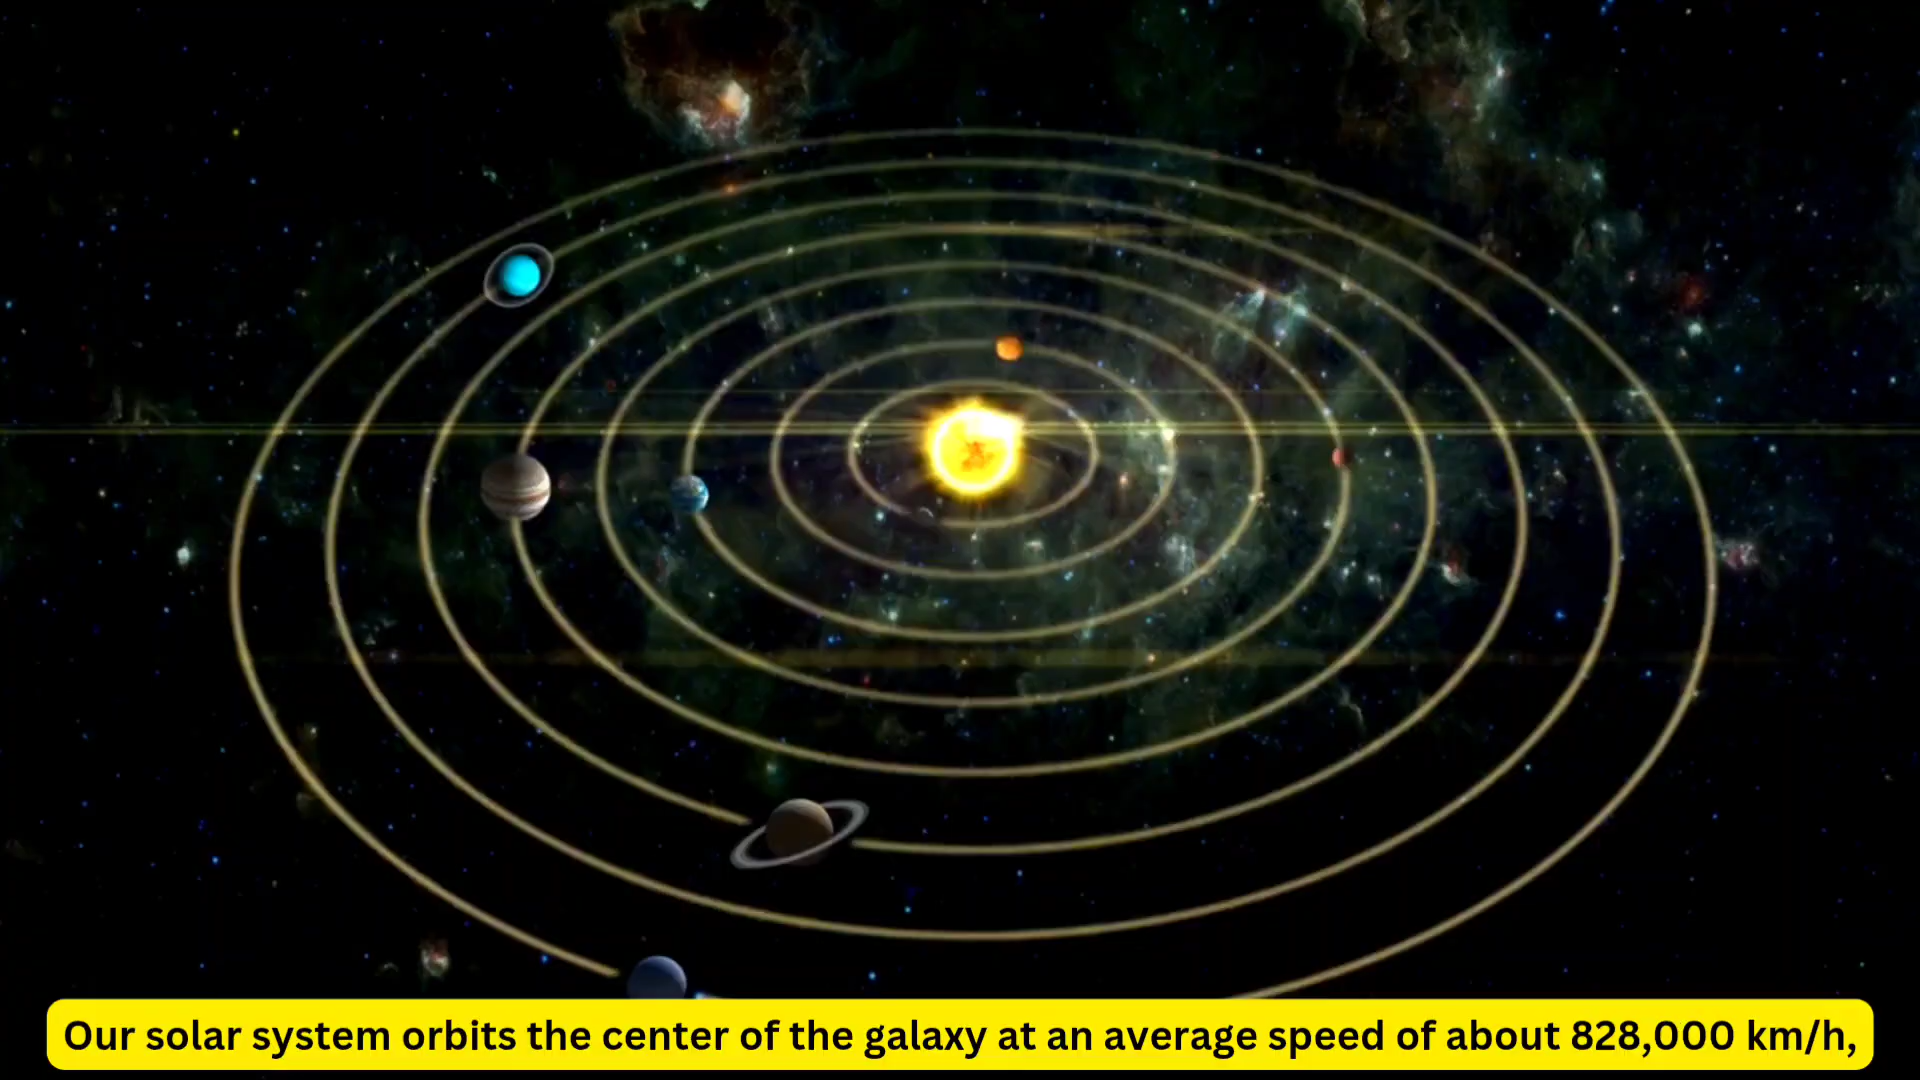 Our solar system orbits the center of the galaxy at an average speed of about 828,000 km/h,